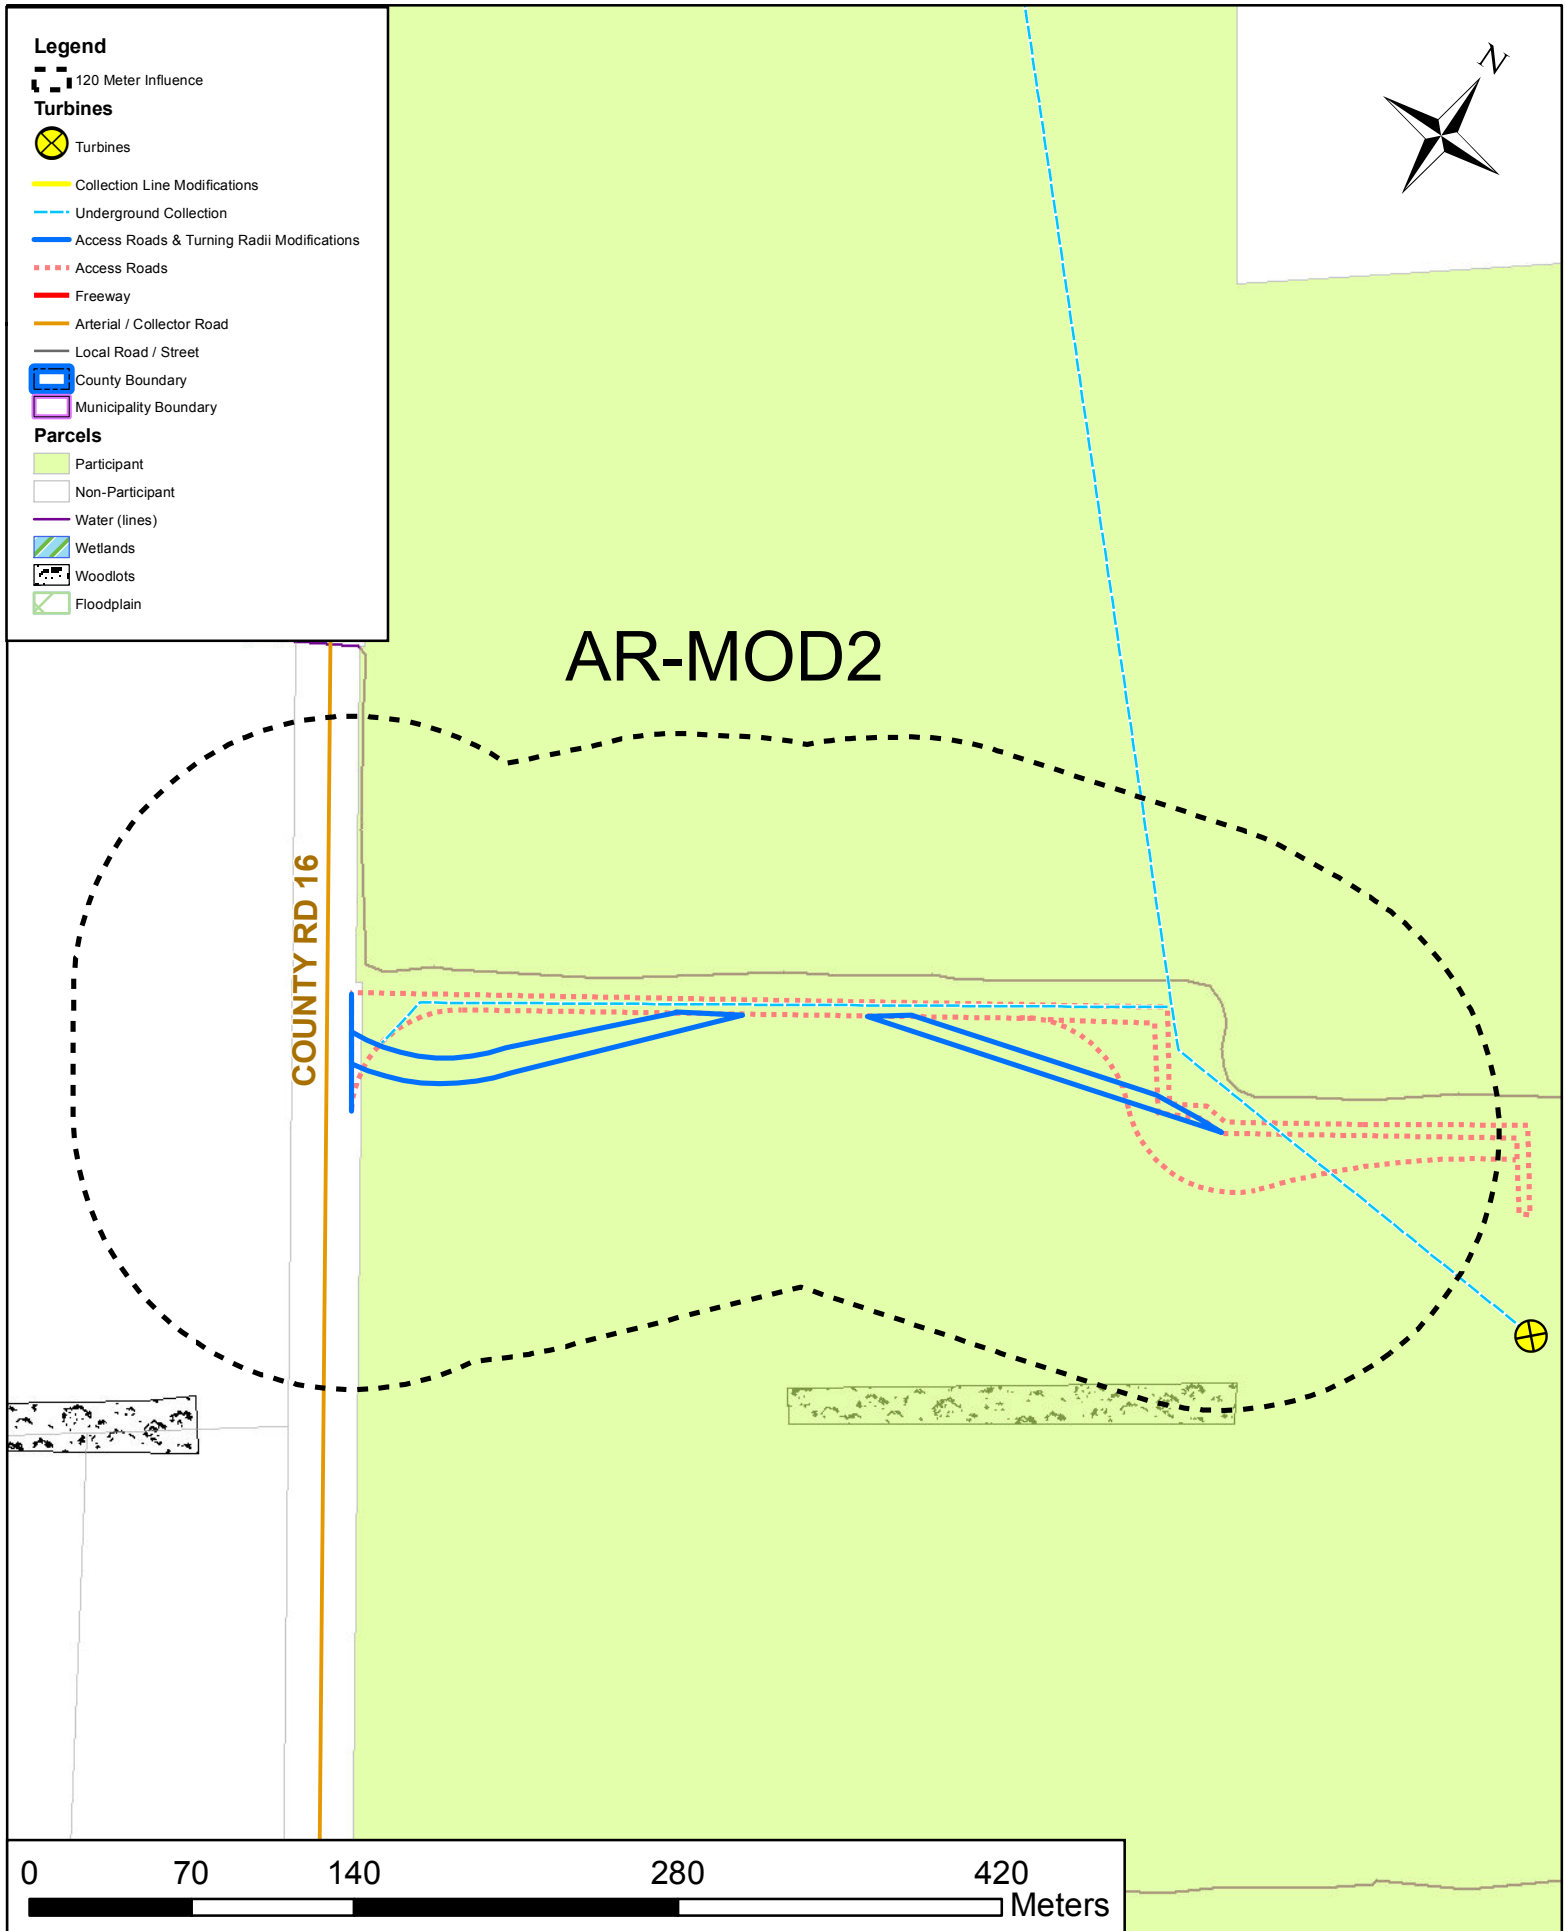 Legend
120 Meter Influence
Turbines
Turbines
Collection Line Modifications
Underground Collection
Access Roads & Turning Radii Modifications
Access Roads
Freeway
Arterial / Collector Road
Local Road / Street
County Boundary
Municipality Boundary
Parcels
Participant
Non-Participant
Water (lines)
Wetlands
Woodlots
Floodplain
N
AR-MOD2
COUNTY RD 16
0 70 140 280 420
Meters